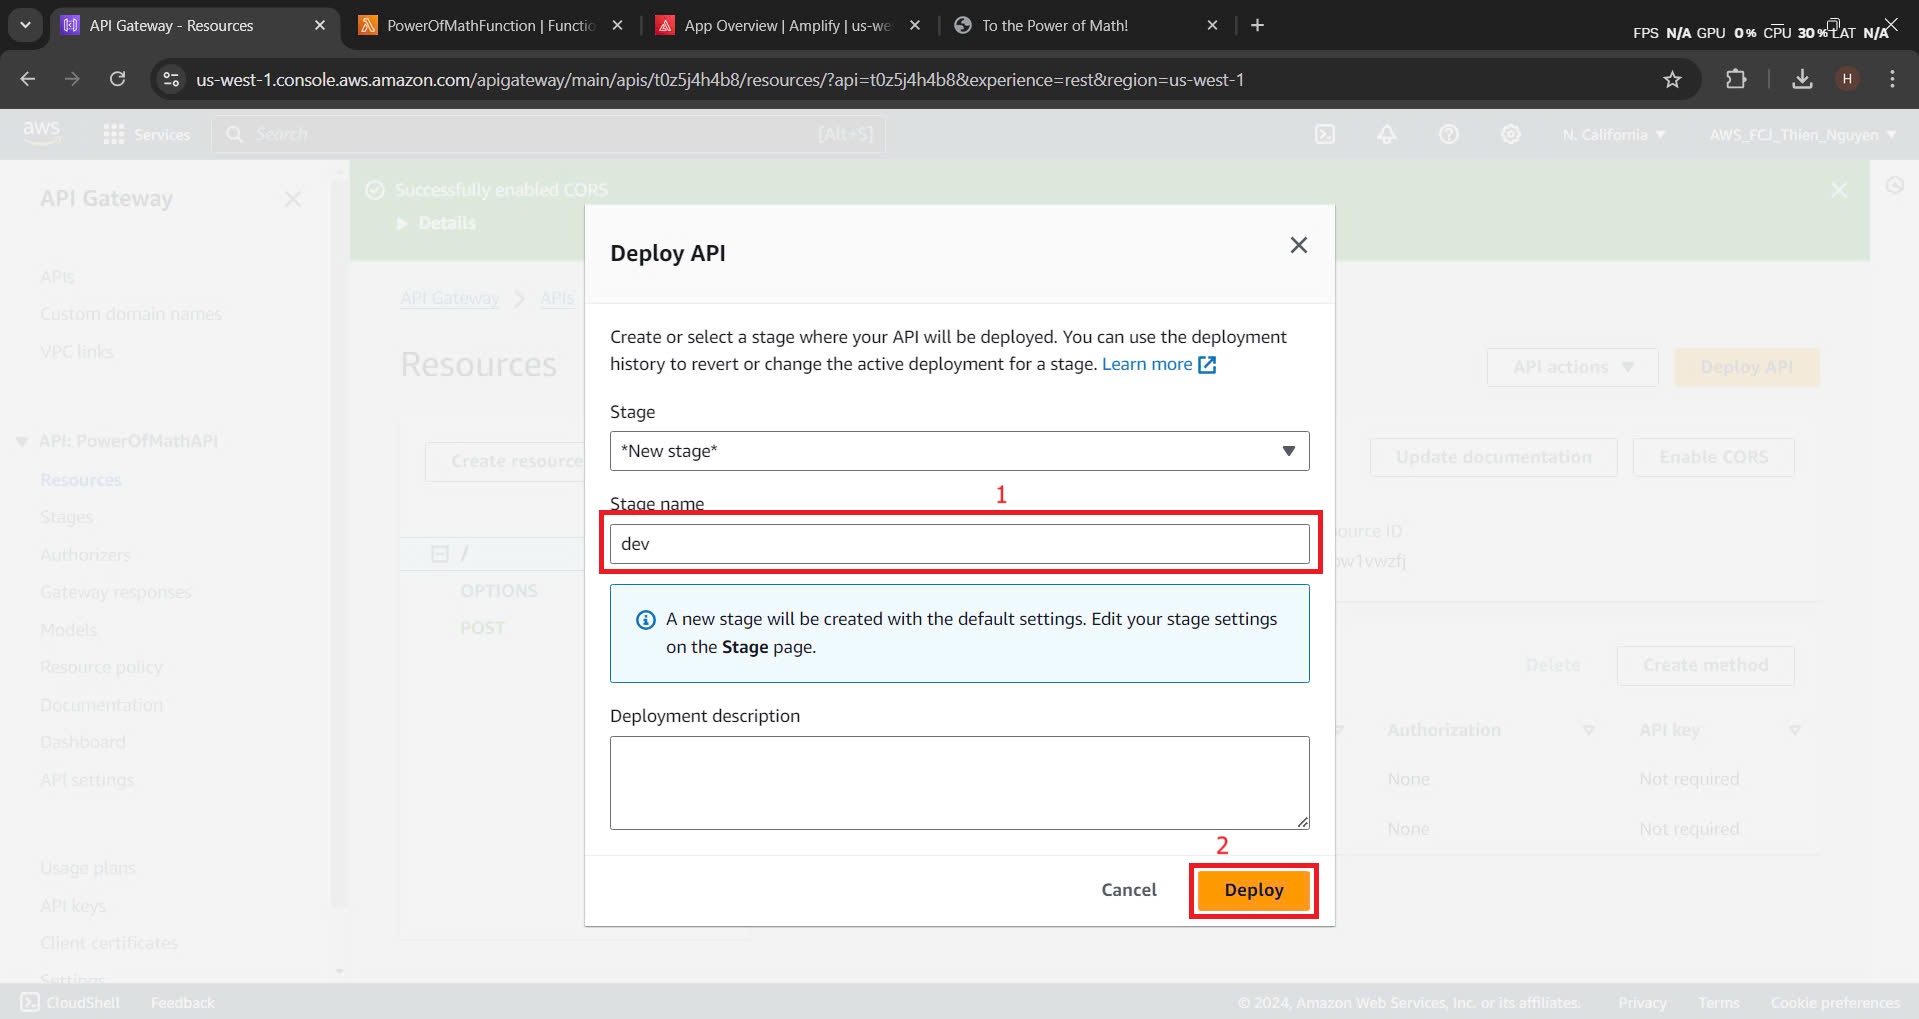 API Gateway - Resources
PowerOfMathFunction | Functio
App Overview | Amplify | us-we
To the Power of Math!
FPS N/A GPU 0% CPU 30% LAT N/A
us-west-1.console.aws.amazon.com/apigateway/main/apis/t0z5j4h4b8/resources/?api=t0z5j4h4b8&experience=rest&region=us-west-1
H
aws
Services
Search
[Alt+S]
N. California
AWS_FCJ_Thien_Nguyen
API Gateway
APIs
Custom domain names
VPC links
API: PowerOfMathAPI
Resources
Stages
Authorizers
Gateway responses
Models
Resource policy
Documentation
Dashboard
API settings
Usage plans
API keys
Client certificates
Settings
Successfully enabled CORS
Details
API Gateway
APIs
Resources
API actions
Deploy API
Create resource
Update documentation
Enable CORS
/
OPTIONS
POST
ource ID
w1vwzfj
Delete
Create method
Authorization
API key
None
Not required
None
Not required
Deploy API
Create or select a stage where your API will be deployed. You can use the deployment
history to revert or change the active deployment for a stage. Learn more
Stage
*New stage*
1
Stage name
dev
A new stage will be created with the default settings. Edit your stage settings
on the Stage page.
Deployment description
2
Cancel
Deploy
CloudShell
Feedback
© 2024, Amazon Web Services, Inc. or its affiliates.
Privacy
Terms
Cookie preferences